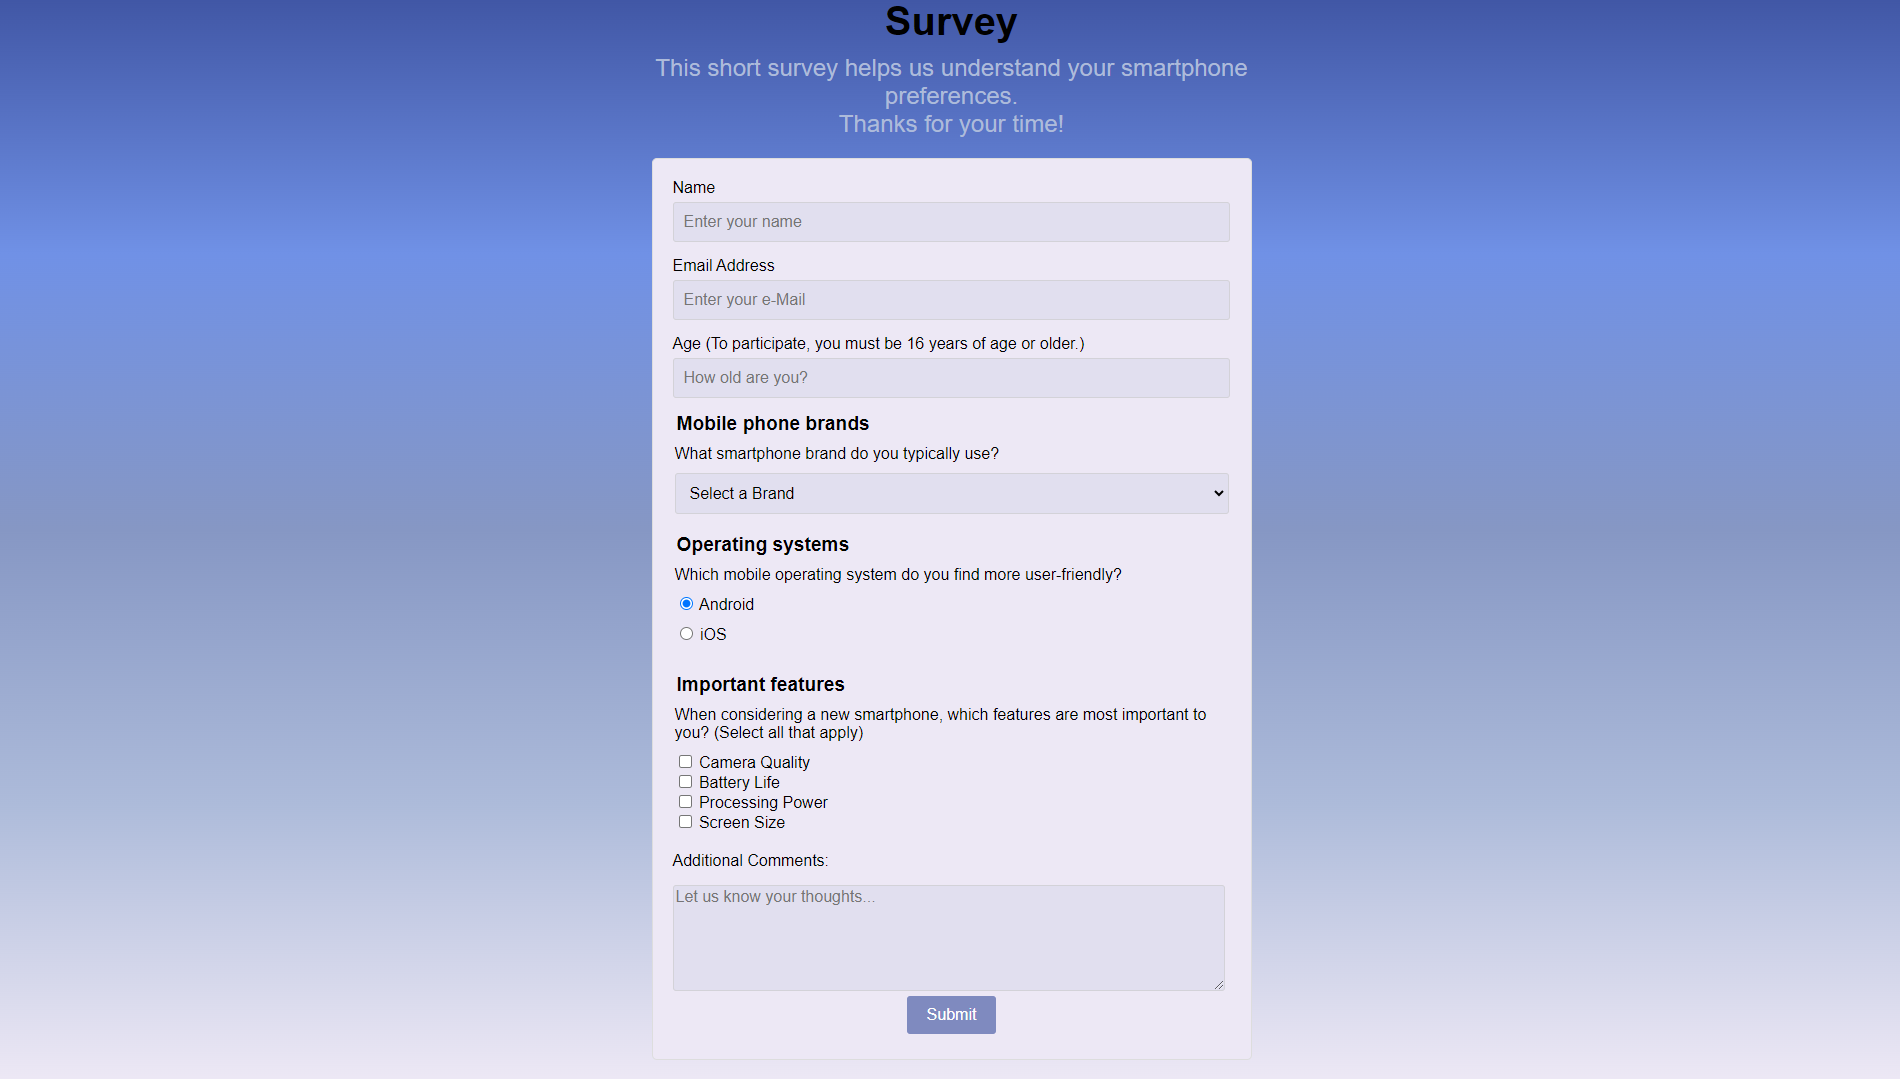 Survey
This short survey helps us understand your smartphone
preferences.
Thanks for your time!
Name
Enter your name
Email Address
Enter your e-Mail
Age (To participate, you must be 16 years of age or older.)
How old are you?
Mobile phone brands
What smartphone brand do you typically use?
Select a Brand
Operating systems
Which mobile operating system do you find more user-friendly?
Android
iOS
Important features
When considering a new smartphone, which features are most important to
you? (Select all that apply)
Camera Quality
Battery Life
Processing Power
Screen Size
Additional Comments:
Let us know your thoughts...
Submit